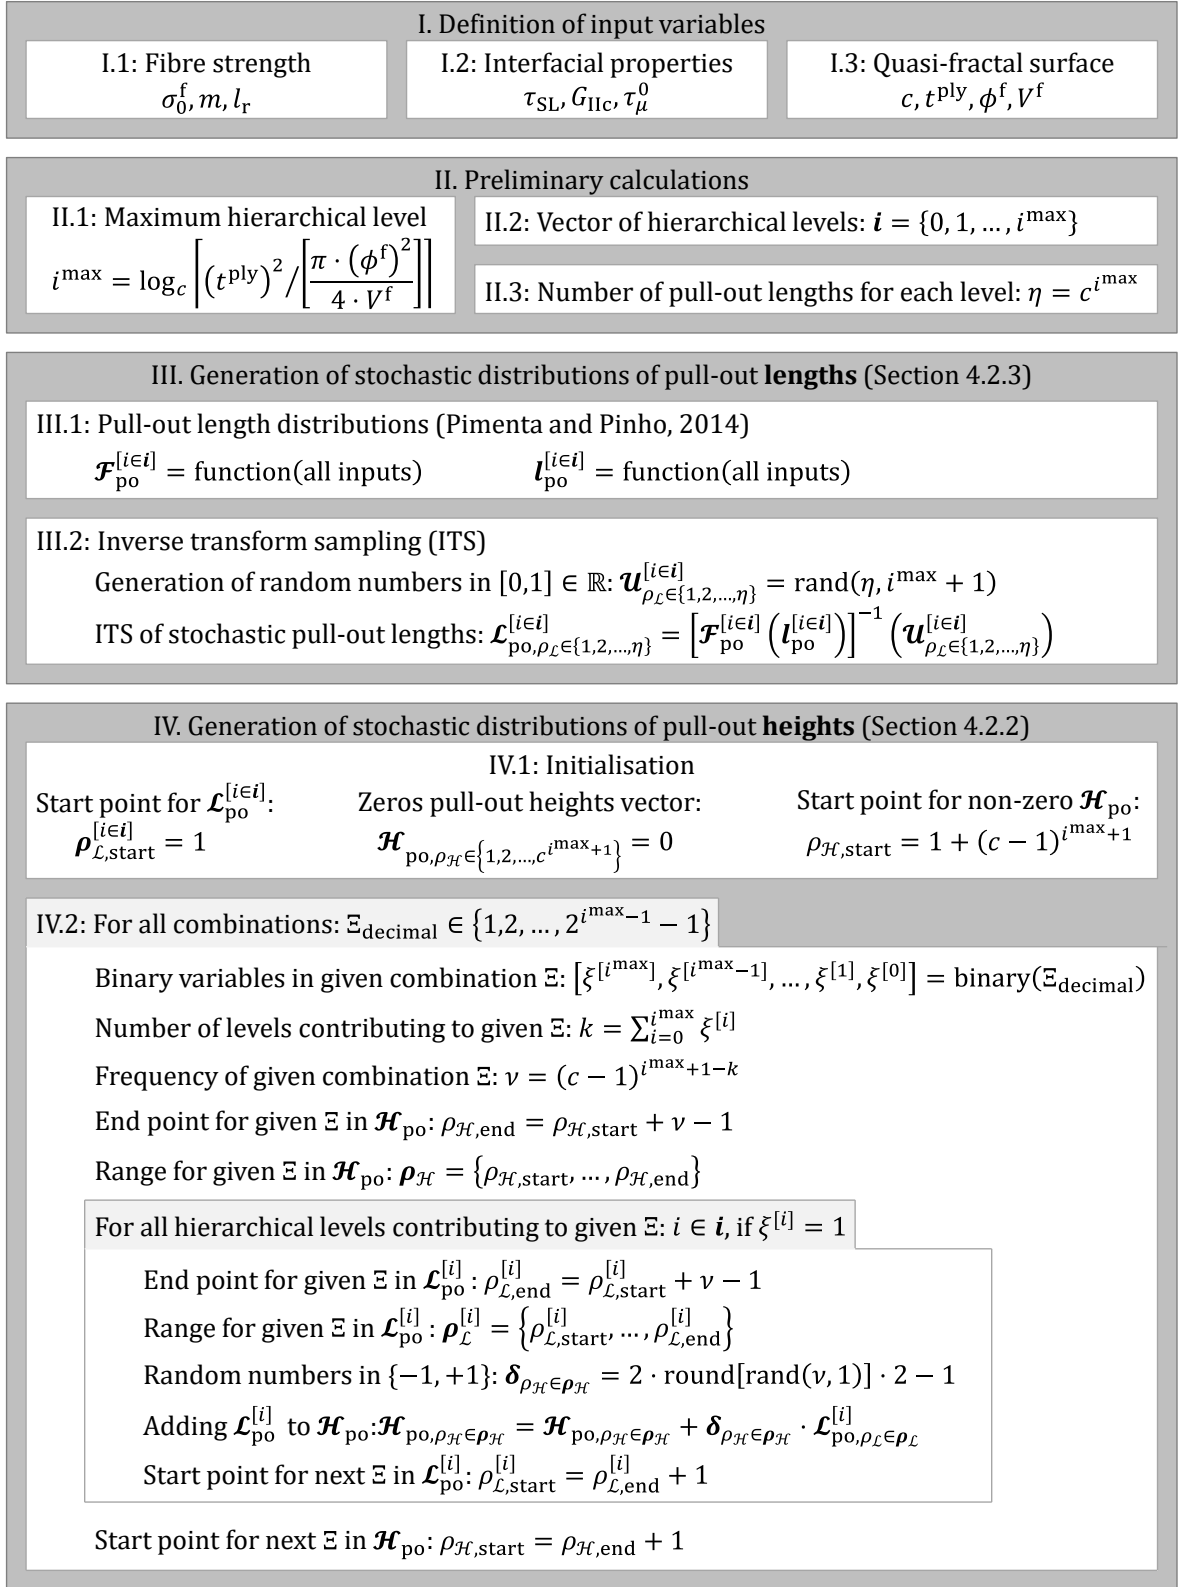 I. Definition of input variables
I.1: Fibre strength
σ₀ᶠ, m, l_r
I.2: Interfacial properties
τ_SL, G_IIc, τ_μ⁰
I.3: Quasi-fractal surface
c, t^ply, ϕ^f, V^f
II. Preliminary calculations
II.1: Maximum hierarchical level
i^max = log_c ⌈(t^ply)² / [π · (ϕ^f)² / (4 · V^f)]⌉
II.2: Vector of hierarchical levels: i = {0, 1, …, i^max}
II.3: Number of pull-out lengths for each level: η = c^{i^max}
III. Generation of stochastic distributions of pull-out lengths (Section 4.2.3)
III.1: Pull-out length distributions (Pimenta and Pinho, 2014)
𝓕_po^[i∈i] = function(all inputs) l_po^[i∈i] = function(all inputs)
III.2: Inverse transform sampling (ITS)
Generation of random numbers in [0,1] ∈ ℝ: 𝓤_{ρ_ℒ∈{1,2,…,η}}^[i∈i] = rand(η, i^max + 1)
ITS of stochastic pull-out lengths: 𝓛_{po,ρ_ℒ∈{1,2,…,η}}^[i∈i] = [𝓕_po^[i∈i] (l_po^[i∈i])]^{-1} (𝓤_{ρ_ℒ∈{1,2,…,η}}^[i∈i])
IV. Generation of stochastic distributions of pull-out heights (Section 4.2.2)
IV.1: Initialisation
Start point for 𝓛_po^[i∈i]:
ρ_{ℒ,start}^[i∈i] = 1
Zeros pull-out heights vector:
𝓗_{po,ρ_ℋ∈{1,2,…,c^{i^max+1}}} = 0
Start point for non-zero 𝓗_po:
ρ_{ℋ,start} = 1 + (c − 1)^{i^max+1}
IV.2: For all combinations: Ξ_decimal ∈ {1,2, …, 2^{i^max−1} − 1}
Binary variables in given combination Ξ: [ξ^[i^max], ξ^[i^max−1], …, ξ^[1], ξ^[0]] = binary(Ξ_decimal)
Number of levels contributing to given Ξ: k = ∑_{i=0}^{i^max} ξ^[i]
Frequency of given combination Ξ: ν = (c − 1)^{i^max+1−k}
End point for given Ξ in 𝓗_po: ρ_{ℋ,end} = ρ_{ℋ,start} + ν − 1
Range for given Ξ in 𝓗_po: ρ_ℋ = {ρ_{ℋ,start}, …, ρ_{ℋ,end}}
For all hierarchical levels contributing to given Ξ: i ∈ i, if ξ^[i] = 1
End point for given Ξ in 𝓛_po^[i]: ρ_{ℒ,end}^[i] = ρ_{ℒ,start}^[i] + ν − 1
Range for given Ξ in 𝓛_po^[i]: ρ_ℒ^[i] = {ρ_{ℒ,start}^[i], …, ρ_{ℒ,end}^[i]}
Random numbers in {−1, +1}: δ_{ρ_ℋ∈ρ_ℋ} = 2 · round[rand(ν, 1)] · 2 − 1
Adding 𝓛_po^[i] to 𝓗_po:𝓗_{po,ρ_ℋ∈ρ_ℋ} = 𝓗_{po,ρ_ℋ∈ρ_ℋ} + δ_{ρ_ℋ∈ρ_ℋ} · 𝓛_{po,ρ_ℒ∈ρ_ℒ}^[i]
Start point for next Ξ in 𝓛_po^[i]: ρ_{ℒ,start}^[i] = ρ_{ℒ,end}^[i] + 1
Start point for next Ξ in 𝓗_po: ρ_{ℋ,start} = ρ_{ℋ,end} + 1